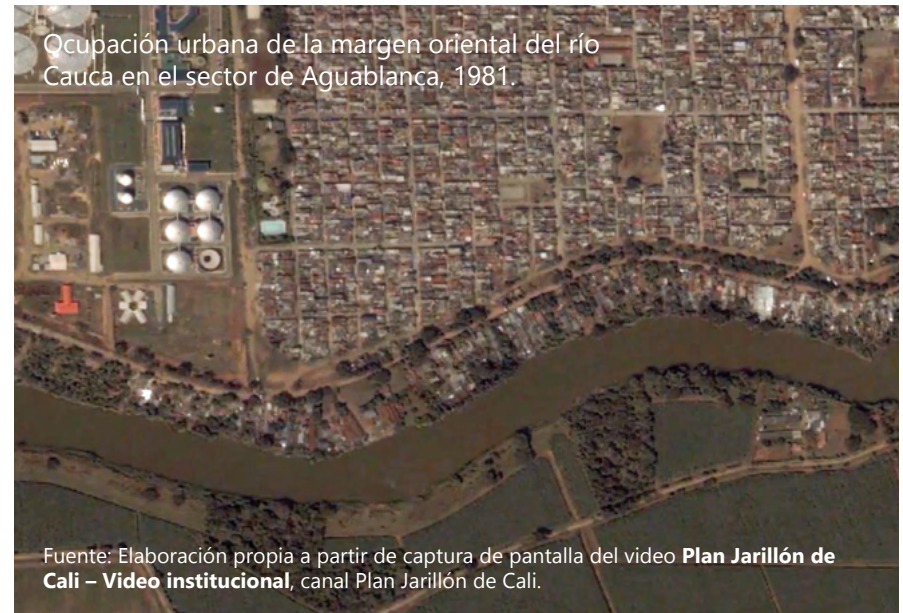 Ocupación urbana de la margen oriental del río
Cauca en el sector de Aguablanca, 1981.
Fuente: Elaboración propia a partir de captura de pantalla del video Plan Jarillón de
Cali – Video institucional, canal Plan Jarillón de Cali.